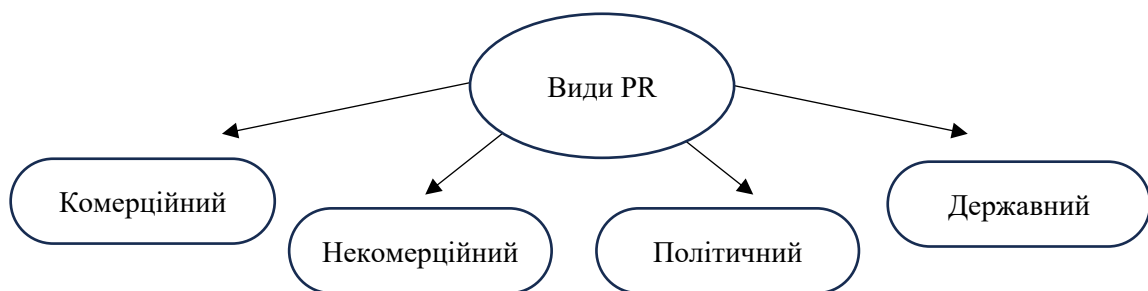 Види PR
Комерційний
Некомерційний
Політичний
Державний